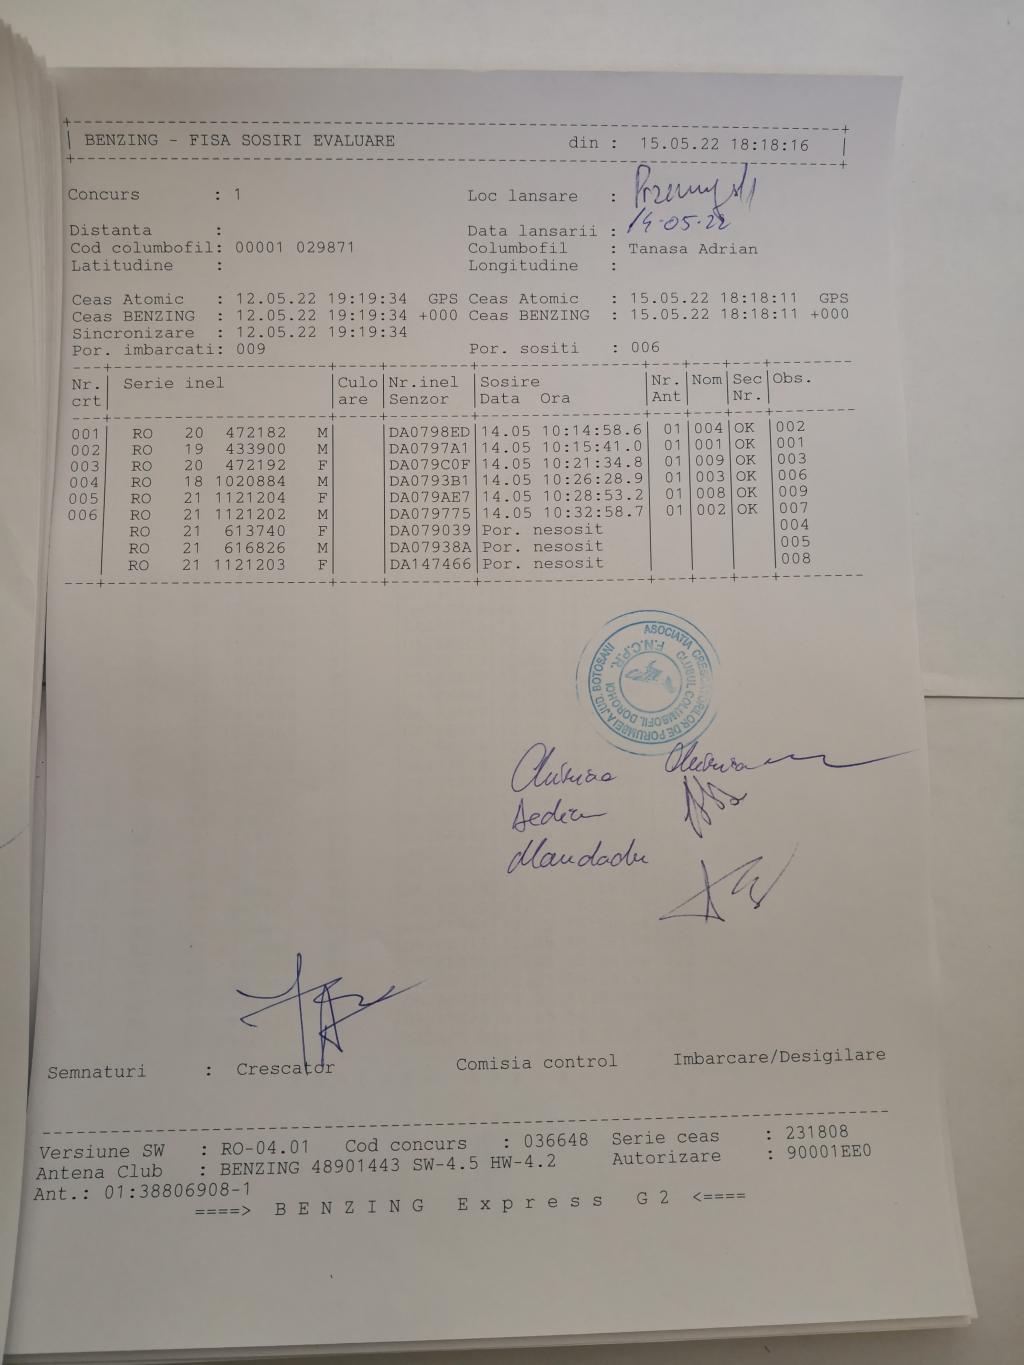 BENZING - FISA SOSIRI EVALUARE din : 15.05.22 18:18:16
Concurs : 1 Loc lansare : Przemysl
Distanta : Data lansarii : 14-05-22
Cod columbofil: 00001 029871 Columbofil : Tanasa Adrian
Latitudine : Longitudine :
Ceas Atomic : 12.05.22 19:19:34 GPS Ceas Atomic : 15.05.22 18:18:11 GPS
Ceas BENZING : 12.05.22 19:19:34 +000 Ceas BENZING : 15.05.22 18:18:11 +000
Sincronizare : 12.05.22 19:19:34
Por. imbarcati: 009 Por. sositi : 006
Nr. Serie inel Culo Nr.inel Sosire Nr. Nom Sec Obs.
crt are Senzor Data Ora Ant Nr.
001 RO 20 472182 M DA0798ED 14.05 10:14:58.6 01 004 OK 002
002 RO 19 433900 M DA0797A1 14.05 10:15:41.0 01 001 OK 001
003 RO 20 472192 F DA079C0F 14.05 10:21:34.8 01 009 OK 003
004 RO 18 1020884 M DA0793B1 14.05 10:26:28.9 01 003 OK 006
005 RO 21 1121204 F DA079AE7 14.05 10:28:53.2 01 008 OK 009
006 RO 21 1121202 M DA079775 14.05 10:32:58.7 01 002 OK 007
RO 21 613740 F DA079039 Por. nesosit 004
RO 21 616826 M DA07938A Por. nesosit 005
RO 21 1121203 F DA147466 Por. nesosit 008
ASOCIATIA CRESCATORILOR DE PORUMBEI A JUD. BOTOSANI
F.N.C.P.R.
CLUBUL COLUMBOFIL DOROHOI
Semnaturi : Crescator Comisia control Imbarcare/Desigilare
Versiune SW : RO-04.01 Cod concurs : 036648 Serie ceas : 231808
Antena Club : BENZING 48901443 SW-4.5 HW-4.2 Autorizare : 90001EE0
Ant.: 01:38806908-1
====> BENZING Express G2 <====